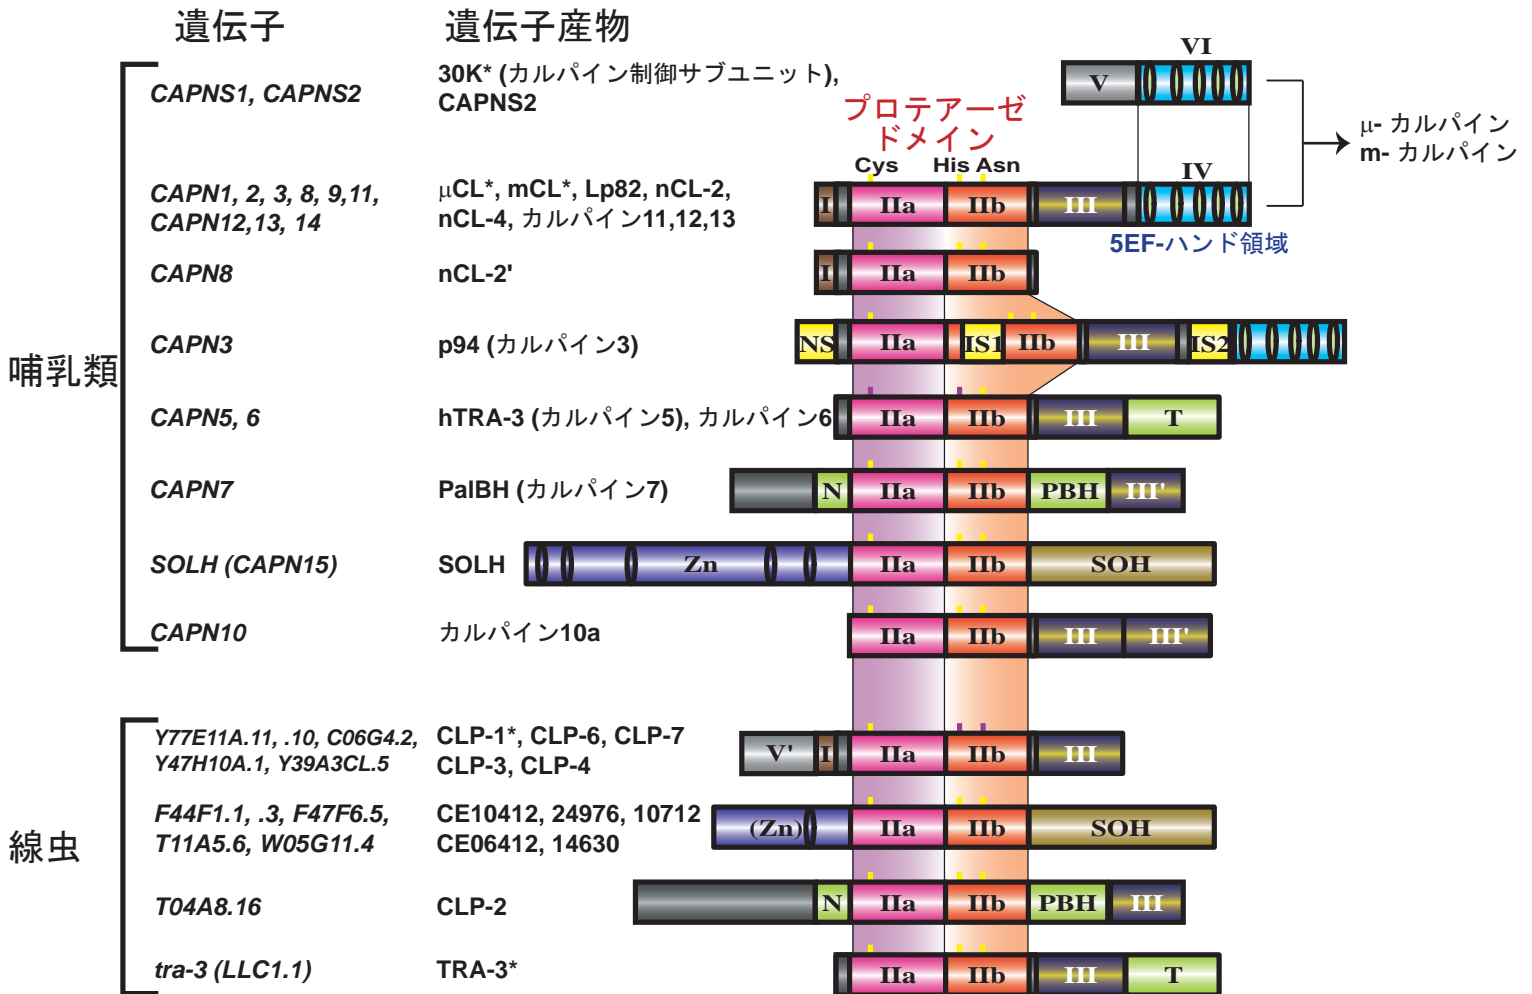 遺伝子 遺伝子産物
哺乳類
CAPNS1, CAPNS2
30K* (カルパイン制御サブユニット),
CAPNS2
V
VI
μ- カルパイン
m- カルパイン
プロテアーゼ
ドメイン
Cys His Asn
CAPN1, 2, 3, 8, 9,11,
CAPN12,13, 14
μCL*, mCL*, Lp82, nCL-2,
nCL-4, カルパイン11,12,13
I IIa IIb III IV
5EF-ハンド領域
CAPN8 nCL-2' I IIa IIb
CAPN3 p94 (カルパイン3) NS IIa IS1 IIb III IS2
CAPN5, 6 hTRA-3 (カルパイン5), カルパイン6 IIa IIb III T
CAPN7 PalBH (カルパイン7) N IIa IIb PBH III'
SOLH (CAPN15) SOLH Zn IIa IIb SOH
CAPN10 カルパイン10a IIa IIb III III'
線虫
Y77E11A.11, .10, C06G4.2,
Y47H10A.1, Y39A3CL.5
CLP-1*, CLP-6, CLP-7
CLP-3, CLP-4
V' I IIa IIb III
F44F1.1, .3, F47F6.5,
T11A5.6, W05G11.4
CE10412, 24976, 10712
CE06412, 14630
(Zn) IIa IIb SOH
T04A8.16 CLP-2 N IIa IIb PBH III
tra-3 (LLC1.1) TRA-3* IIa IIb III T